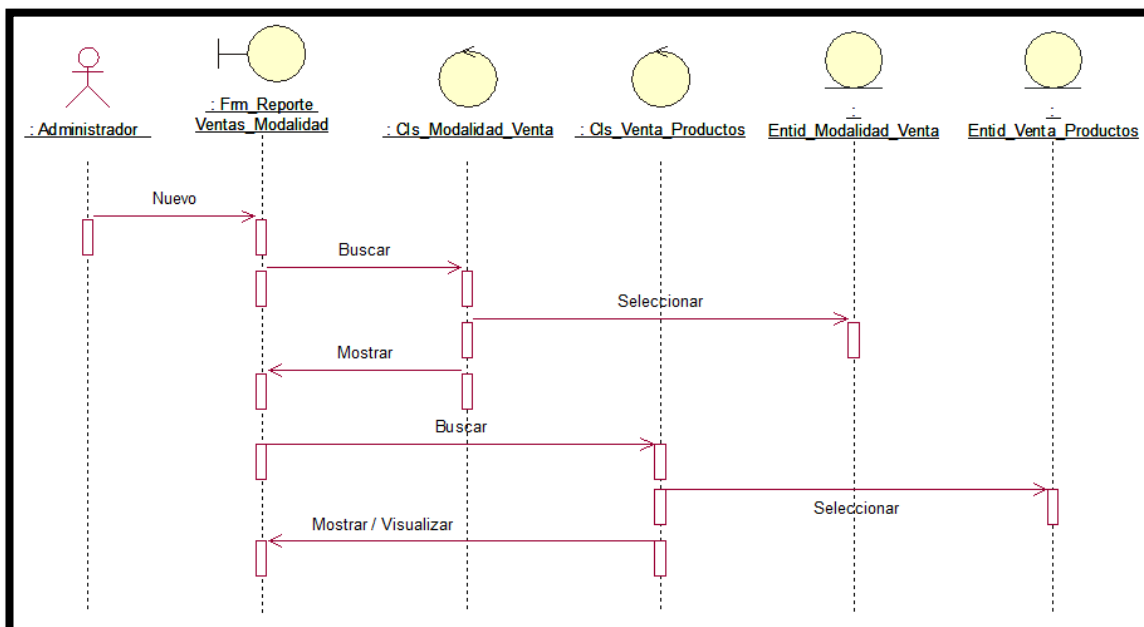 : Administrador
: Frm_Reporte
Ventas_Modalidad
: Cls_Modalidad_Venta
: Cls_Venta_Productos
:
Entid_Modalidad_Venta
:
Entid_Venta_Productos
Nuevo
Buscar
Seleccionar
Mostrar
Buscar
Seleccionar
Mostrar / Visualizar